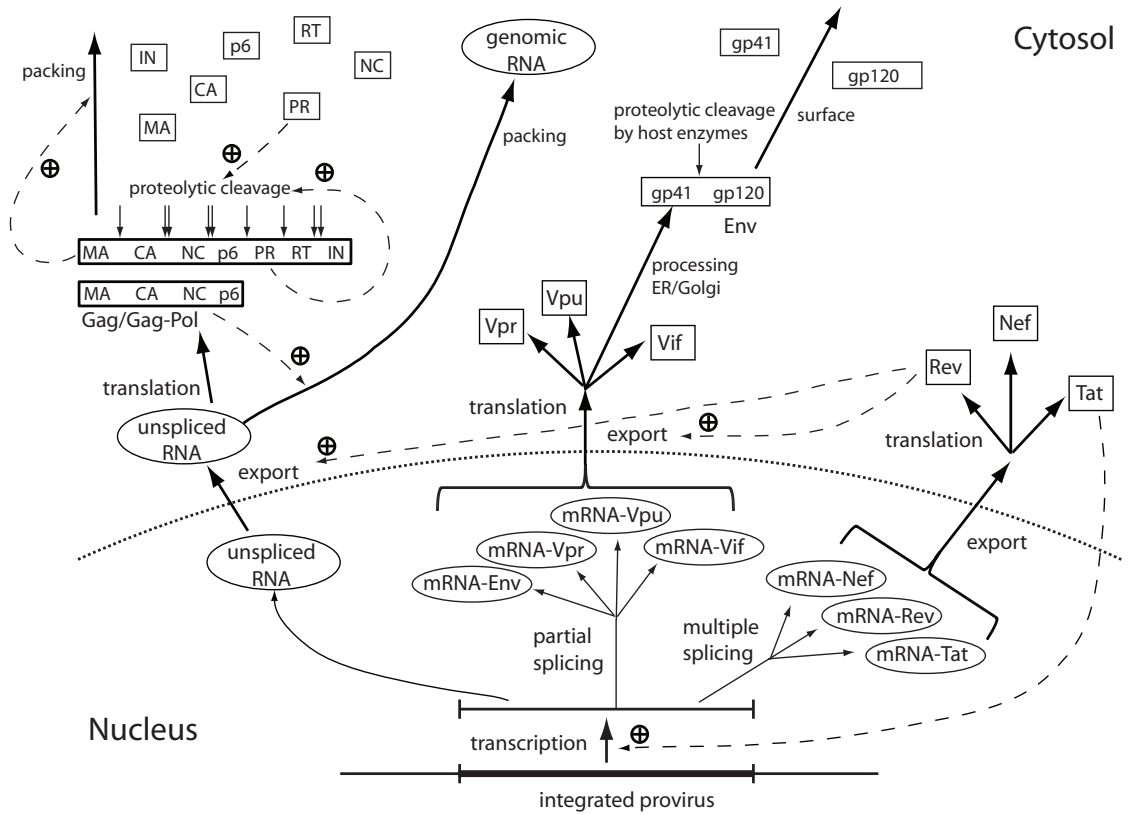 Cytosol
packing
IN
p6
RT
NC
CA
PR
MA
genomic
RNA
packing
gp41
gp120
proteolytic cleavage
by host enzymes
surface
gp41 gp120
Env
processing
ER/Golgi
⊕
⊕
⊕
proteolytic cleavage
MA CA NC p6 PR RT IN
MA CA NC p6
Gag/Gag-Pol
⊕
translation
unspliced
RNA
Vpr
Vpu
Vif
translation
Nef
Rev
Tat
translation
export
⊕
export
⊕
export
unspliced
RNA
mRNA-Vpu
mRNA-Vpr
mRNA-Vif
mRNA-Env
partial
splicing
multiple
splicing
mRNA-Nef
mRNA-Rev
mRNA-Tat
Nucleus
transcription
⊕
integrated provirus